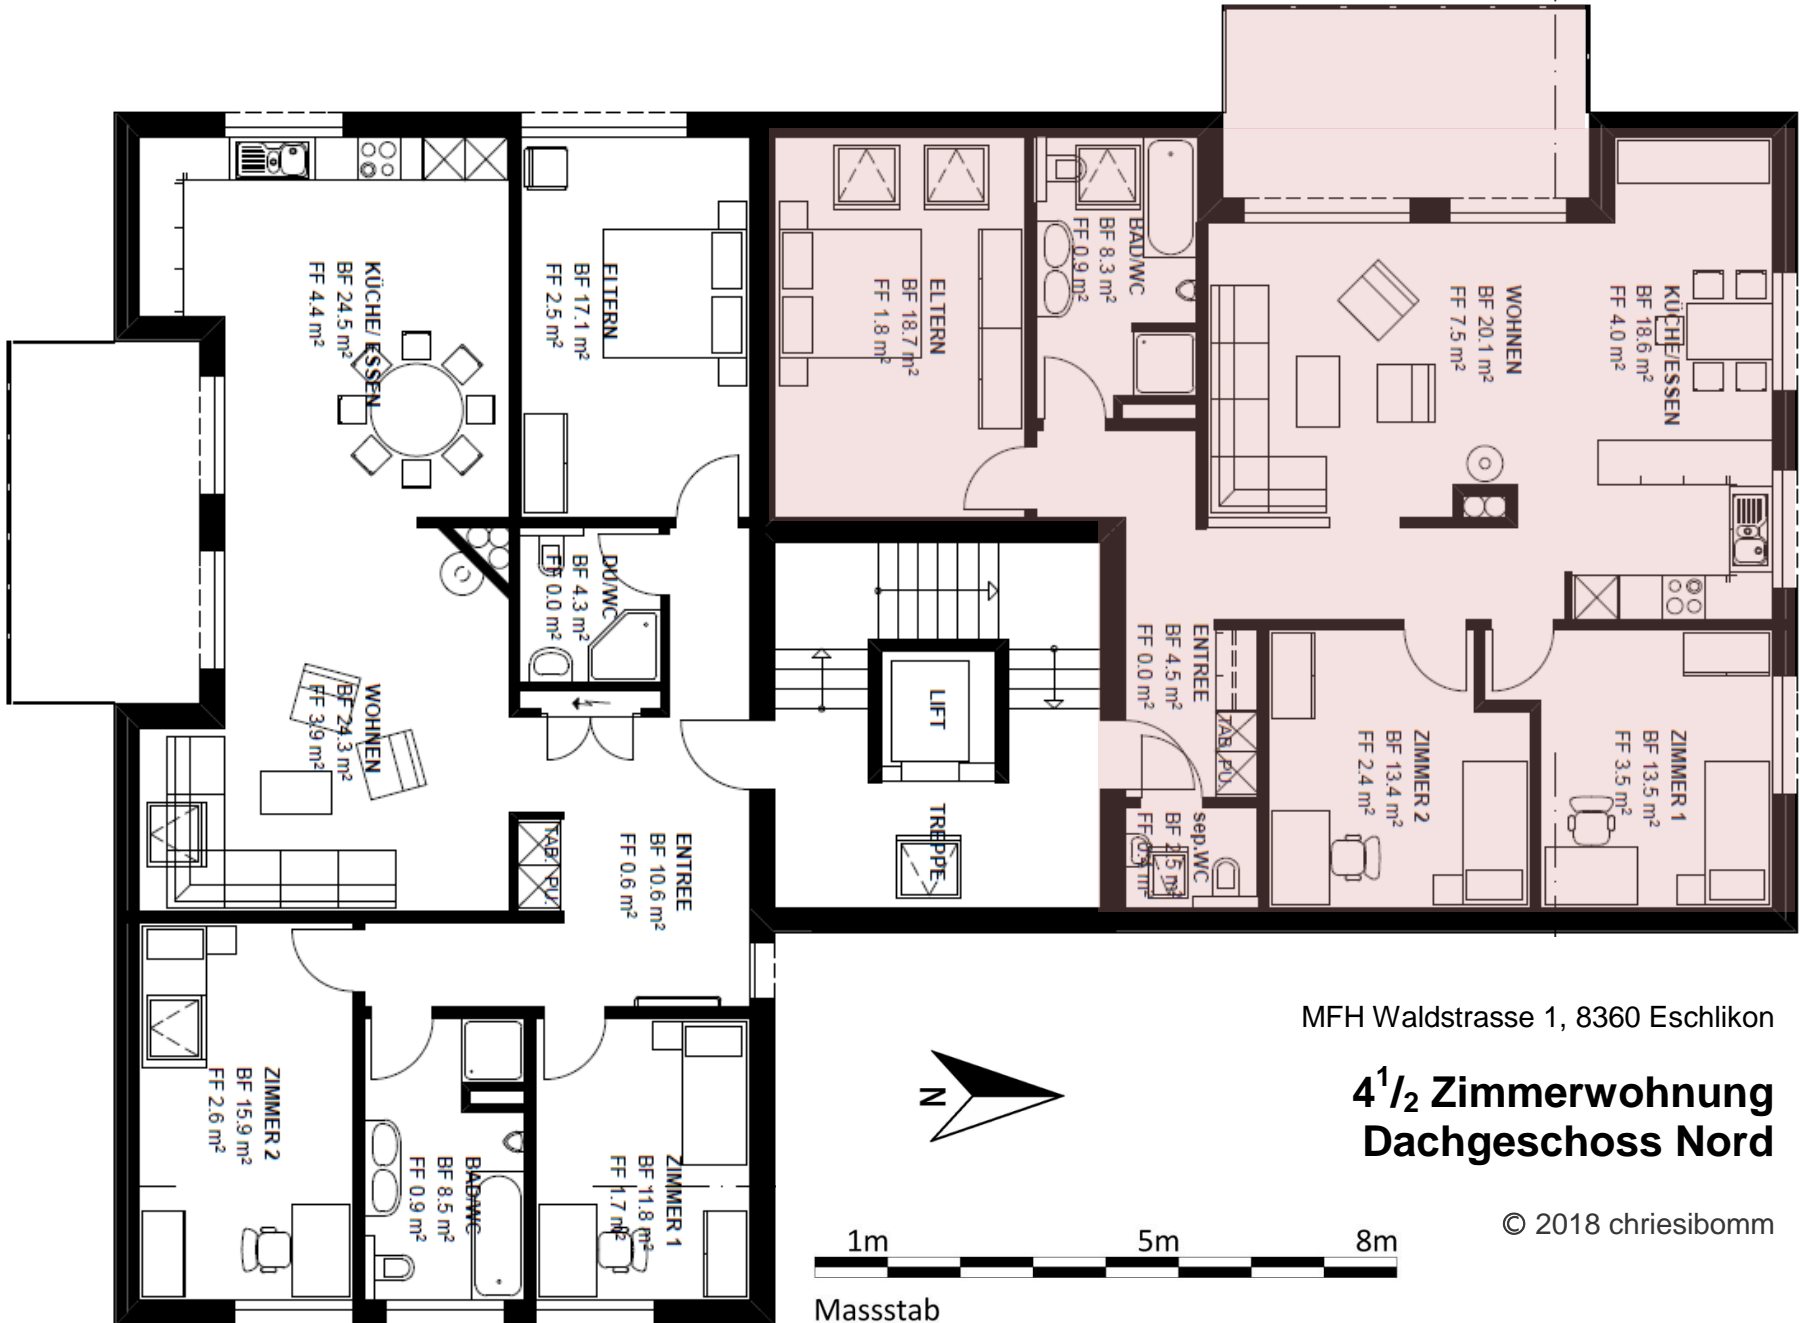 KÜCHE/ ESSEN
BF 24.5 m²
FF 4.4 m²
ELTERN
BF 17.1 m²
FF 2.5 m²
ELTERN
BF 18.7 m²
FF 1.8 m²
BAD/WC
BF 8.3 m²
FF 0.9 m²
WOHNEN
BF 20.1 m²
FF 7.5 m²
KÜCHE/ESSEN
BF 18.6 m²
FF 4.0 m²
DU/WC
BF 4.3 m²
FF 0.0 m²
WOHNEN
BF 24.3 m²
FF 3.9 m²
LIFT
TREPPE
ENTREE
BF 4.5 m²
FF 0.0 m²
TAB. PU.
sep.WC
BF 2.5 m²
FF 0.4 m²
ZIMMER 2
BF 13.4 m²
FF 2.4 m²
ZIMMER 1
BF 13.5 m²
FF 3.5 m²
TAB. PU.
ENTREE
BF 10.6 m²
FF 0.6 m²
ZIMMER 2
BF 15.9 m²
FF 2.6 m²
BAD/WC
BF 8.5 m²
FF 0.9 m²
ZIMMER 1
BF 11.8 m²
FF 1.7 m²
N
MFH Waldstrasse 1, 8360 Eschlikon
4¹/₂ Zimmerwohnung
Dachgeschoss Nord
© 2018 chriesibomm
1m 5m 8m
Massstab